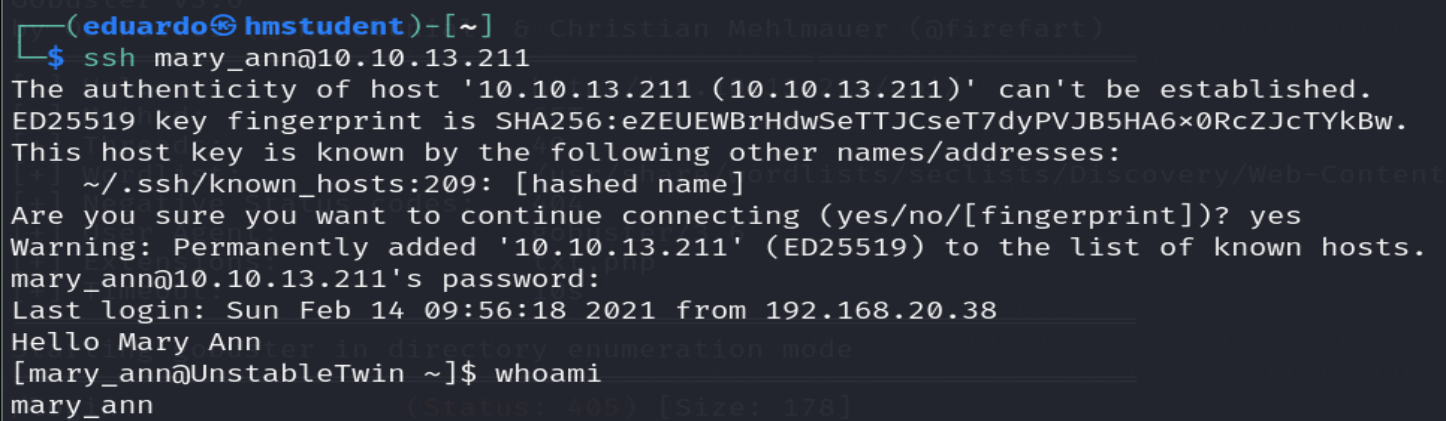 ┌──(eduardo㉿hmstudent)-[~]
└─$ ssh mary_ann@10.10.13.211
The authenticity of host '10.10.13.211 (10.10.13.211)' can't be established.
ED25519 key fingerprint is SHA256:eZEUEWBrHdwSeTTJCseT7dyPVJB5HA6×0RcZJcTYkBw.
This host key is known by the following other names/addresses:
    ~/.ssh/known_hosts:209: [hashed name]
Are you sure you want to continue connecting (yes/no/[fingerprint])? yes
Warning: Permanently added '10.10.13.211' (ED25519) to the list of known hosts.
mary_ann@10.10.13.211's password:
Last login: Sun Feb 14 09:56:18 2021 from 192.168.20.38
Hello Mary Ann
[mary_ann@UnstableTwin ~]$ whoami
mary_ann